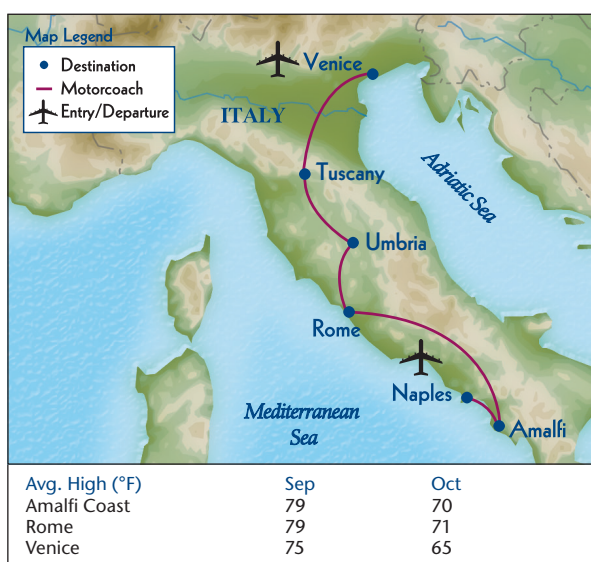 Map Legend
Destination
Motorcoach
Entry/Departure
Venice
ITALY
Adriatic Sea
Tuscany
Umbria
Rome
Naples
Mediterranean
Sea
Amalfi
Avg. High (°F) Sep Oct
Amalfi Coast 79 70
Rome 79 71
Venice 75 65